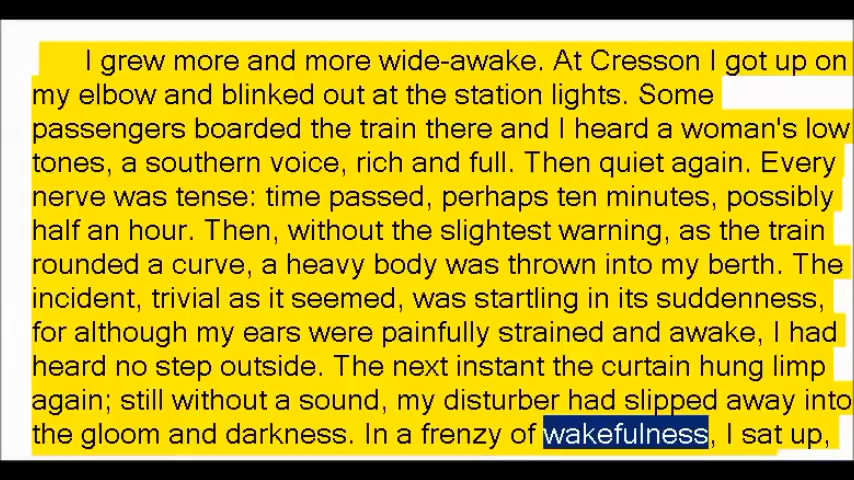 I grew more and more wide-awake. At Cresson I got up on
my elbow and blinked out at the station lights. Some
passengers boarded the train there and I heard a woman's low
tones, a southern voice, rich and full. Then quiet again. Every
nerve was tense: time passed, perhaps ten minutes, possibly
half an hour. Then, without the slightest warning, as the train
rounded a curve, a heavy body was thrown into my berth. The
incident, trivial as it seemed, was startling in its suddenness,
for although my ears were painfully strained and awake, I had
heard no step outside. The next instant the curtain hung limp
again; still without a sound, my disturber had slipped away into
the gloom and darkness. In a frenzy of wakefulness, I sat up,